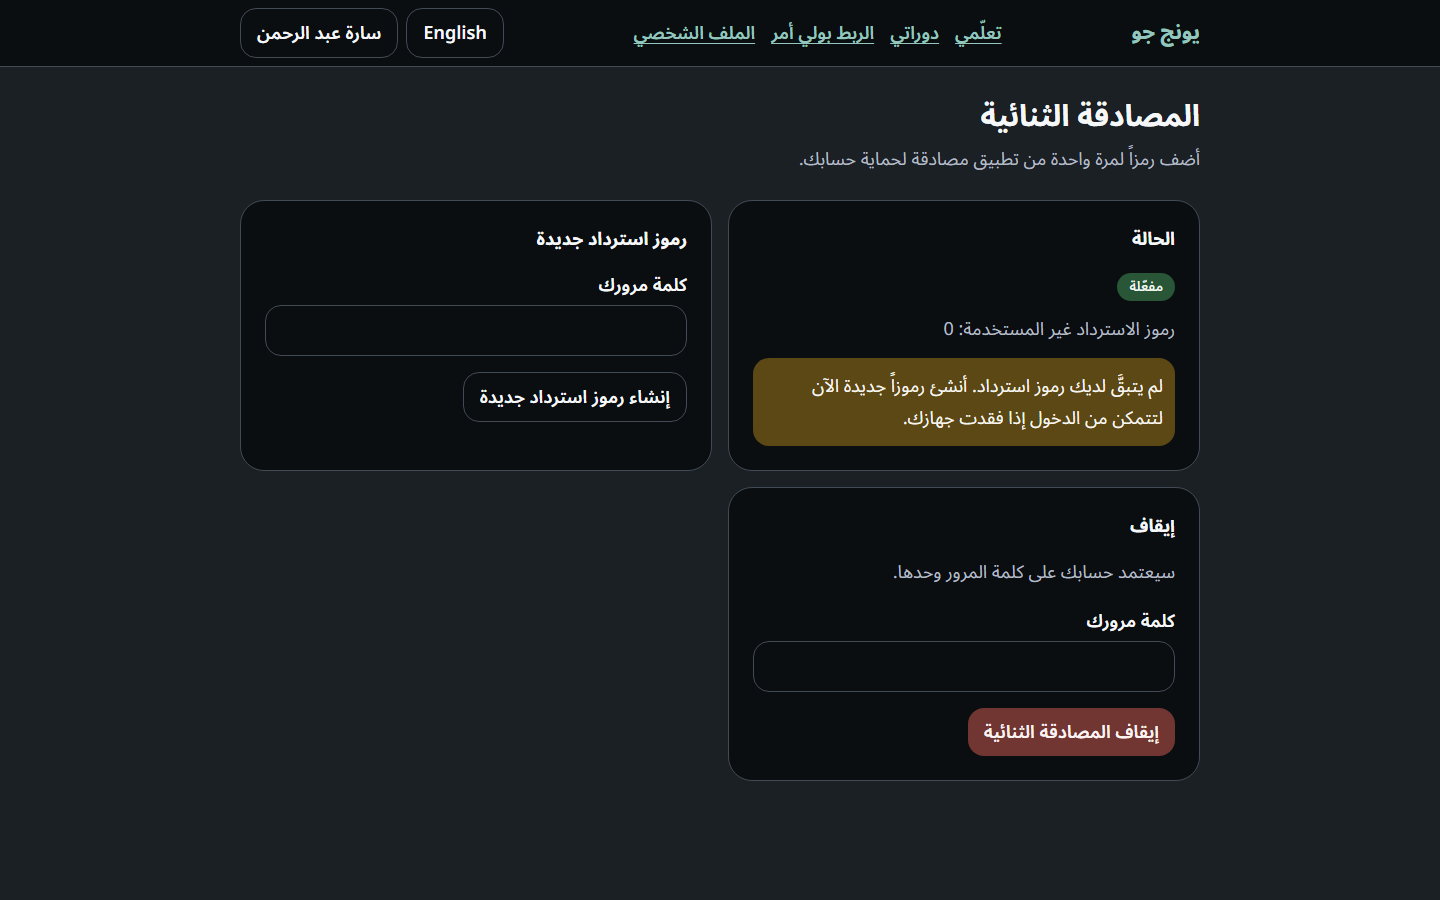 يونج جو
تعلّمي
دوراتي
الربط بولي أمر
الملف الشخصي
English
سارة عبد الرحمن
المصادقة الثنائية
أضف رمزاً لمرة واحدة من تطبيق مصادقة لحماية حسابك.
الحالة
مفعّلة
رموز الاسترداد غير المستخدمة: 0
لم يتبقَّ لديك رموز استرداد. أنشئ رموزاً جديدة الآن
لتتمكن من الدخول إذا فقدت جهازك.
رموز استرداد جديدة
كلمة مرورك
إنشاء رموز استرداد جديدة
إيقاف
سيعتمد حسابك على كلمة المرور وحدها.
كلمة مرورك
إيقاف المصادقة الثنائية